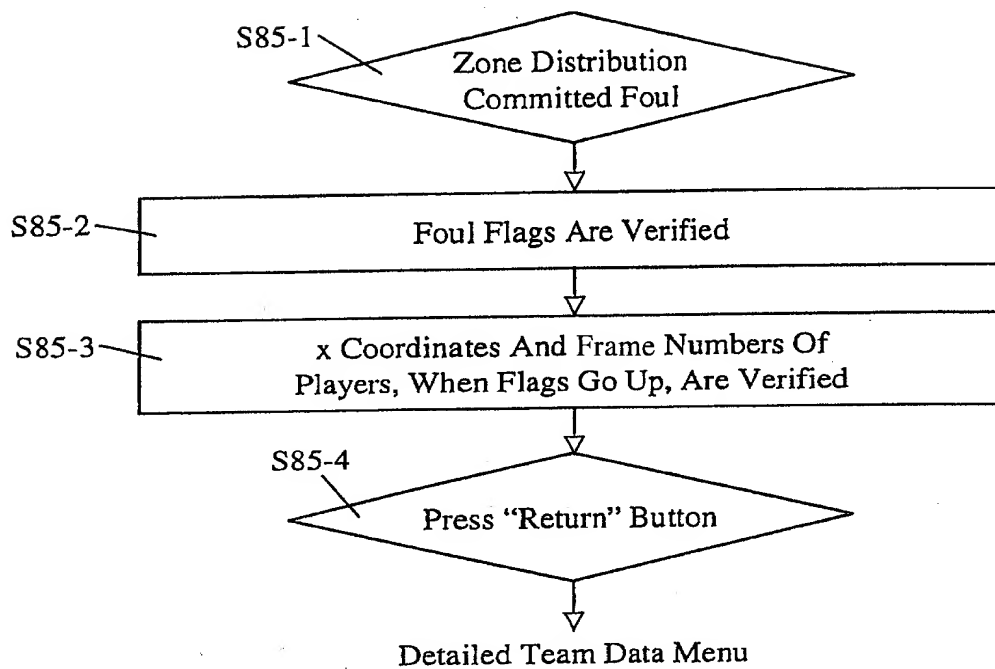 S85-1
Zone Distribution
Committed Foul
S85-2
Foul Flags Are Verified
S85-3
x Coordinates And Frame Numbers Of
Players, When Flags Go Up, Are Verified
S85-4
Press “Return” Button
Detailed Team Data Menu